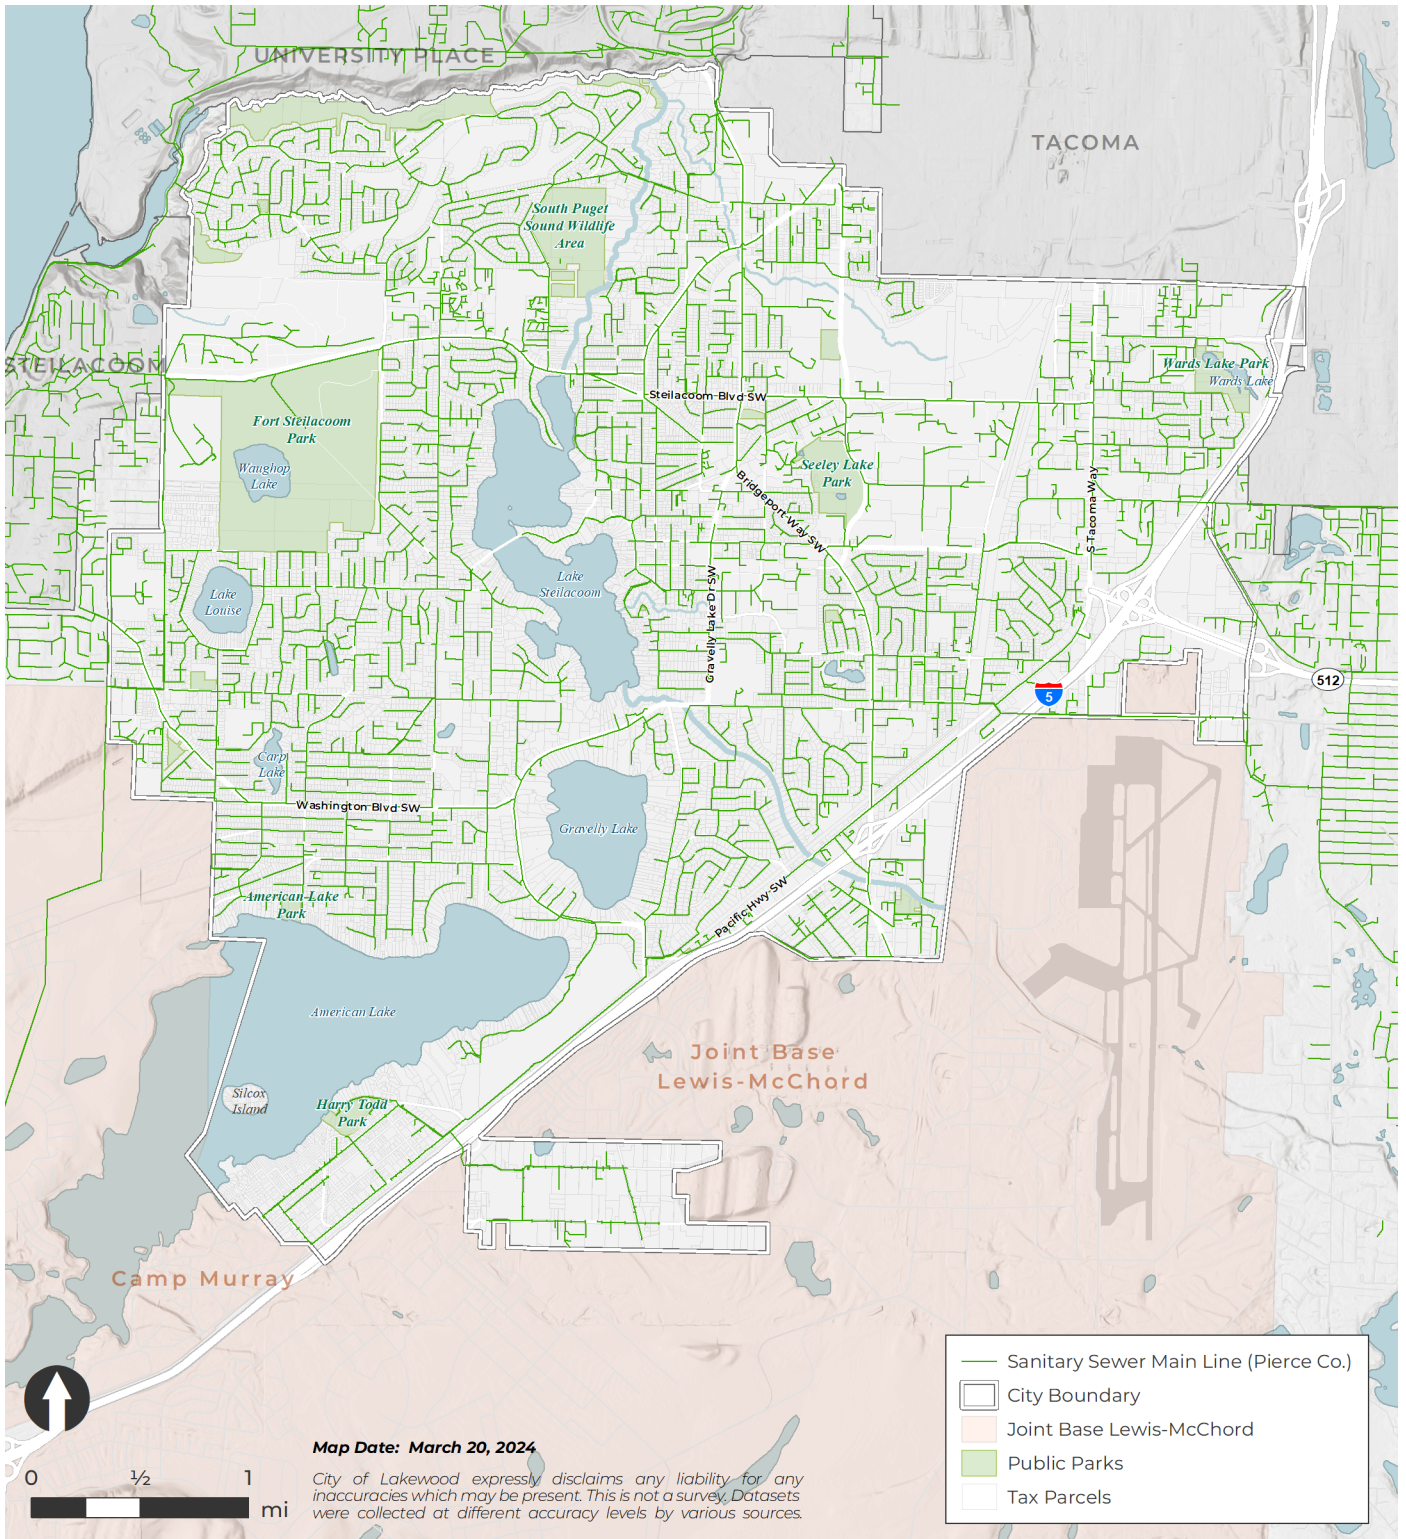 UNIVERSITY PLACE
TACOMA
South Puget
Sound Wildlife
Area
STEILACOOM
Wards Lake Park
Wards Lake
Steilacoom Blvd SW
Fort Steilacoom
Park
Waughop
Lake
Seeley Lake
Park
Bridgeport Way SW
S Tacoma Way
Lake
Steilacoom
Lake
Louise
Gravelly Lake Dr SW
512
5
Carp
Lake
Washington Blvd SW
Gravelly Lake
American Lake
Park
Pacific Hwy SW
American Lake
Joint Base
Lewis-McChord
Silcox
Island
Harry Todd
Park
Camp Murray
Sanitary Sewer Main Line (Pierce Co.)
City Boundary
Joint Base Lewis-McChord
Public Parks
Tax Parcels
Map Date: March 20, 2024
City of Lakewood expressly disclaims any liability for any
inaccuracies which may be present. This is not a survey. Datasets
were collected at different accuracy levels by various sources.
0 ½ 1
mi